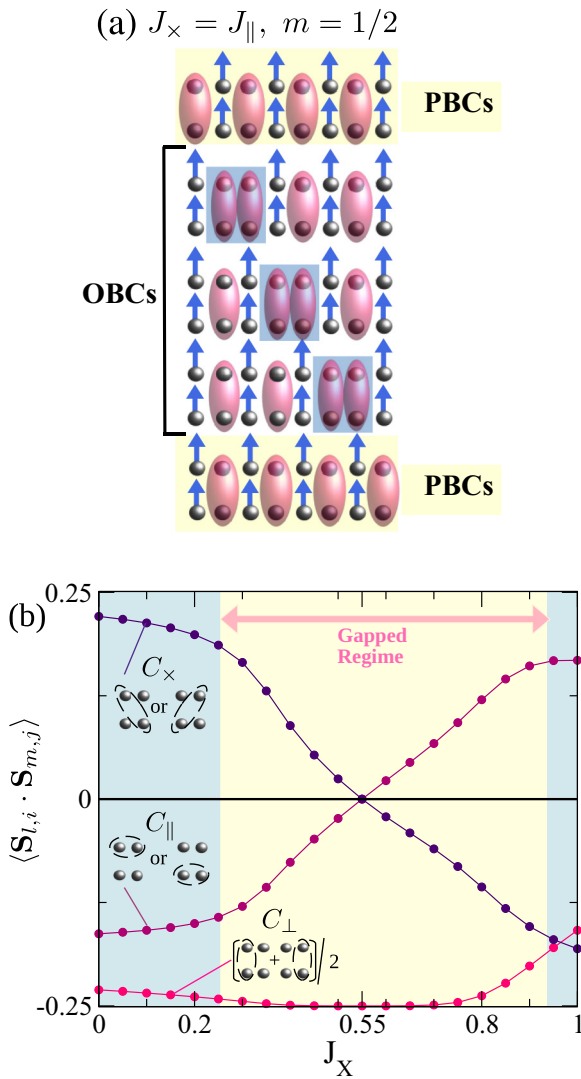 (a) J× = J∥, m = 1/2
PBCs
OBCs
PBCs
(b)
0.25
Gapped
Regime
C×
or
⟨S_{l,i} · S_{m,j}⟩
0
C∥
or
C⊥
[ + ]/2
-0.25
0 0.2 0.55 0.8 1
J_X